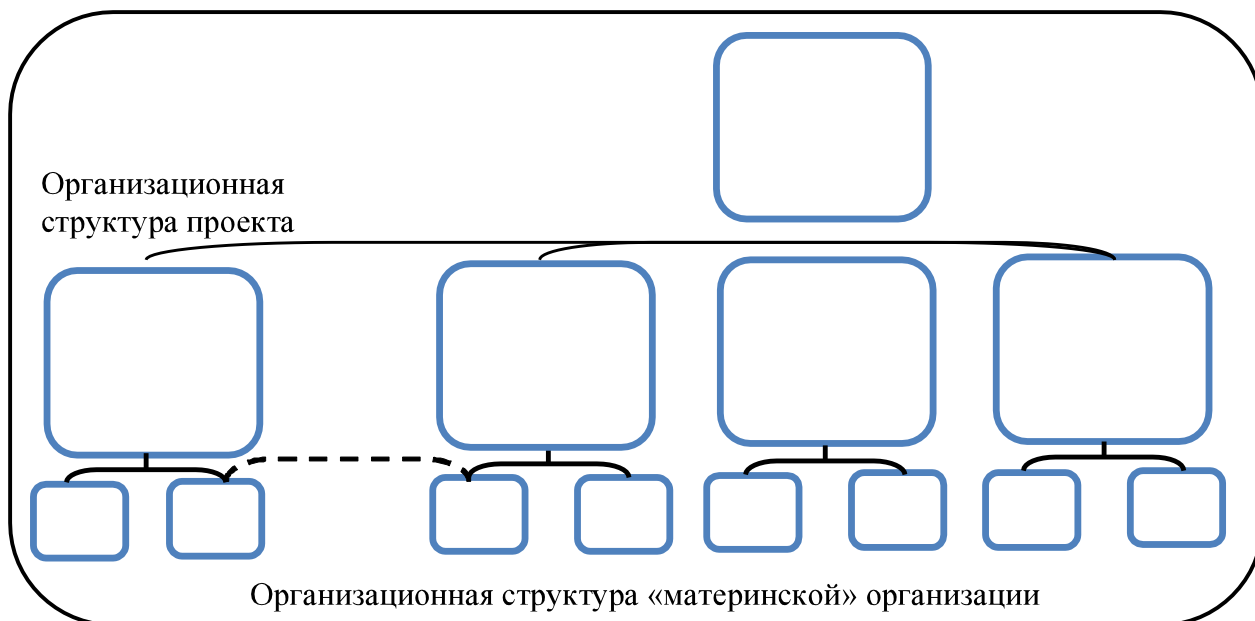 Организационная
структура проекта
Организационная структура «материнской» организации